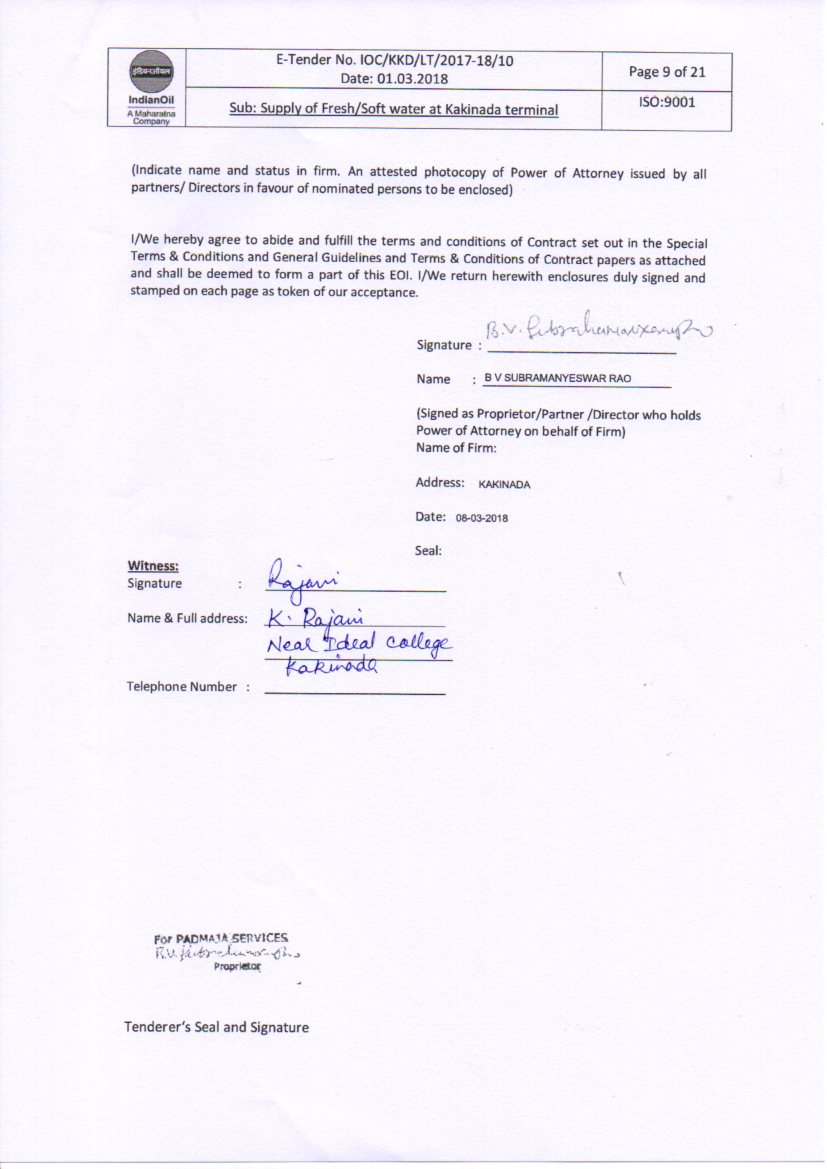 इंडियनऑयल
IndianOil
A Maharatna
Company
E-Tender No. IOC/KKD/LT/2017-18/10
Date: 01.03.2018
Page 9 of 21
Sub: Supply of Fresh/Soft water at Kakinada terminal
ISO:9001
(Indicate name and status in firm. An attested photocopy of Power of Attorney issued by all
partners/ Directors in favour of nominated persons to be enclosed)
I/We hereby agree to abide and fulfill the terms and conditions of Contract set out in the Special
Terms & Conditions and General Guidelines and Terms & Conditions of Contract papers as attached
and shall be deemed to form a part of this EOI. I/We return herewith enclosures duly signed and
stamped on each page as token of our acceptance.
Signature : B.V.
Name : B V SUBRAMANYESWAR RAO
(Signed as Proprietor/Partner /Director who holds
Power of Attorney on behalf of Firm)
Name of Firm:
Address: KAKINADA
Date: 08-03-2018
Seal:
Witness:
Signature : Rajani
Name & Full address: K. Rajani
Near Ideal college
Kakinada
Telephone Number :
For PADMAJA SERVICES
Proprietor
Tenderer's Seal and Signature